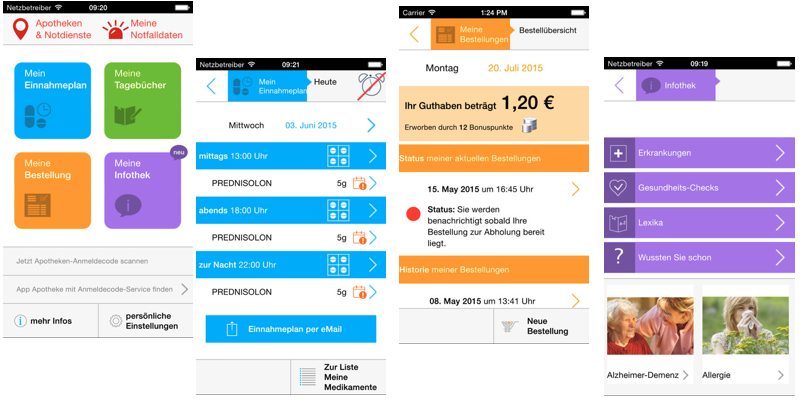 Netzbetreiber 09:20
Apotheken
& Notdienste
Meine
Notfalldaten
Mein
Einnahmeplan
Meine
Tagebücher
Meine
Bestellung
neu
Meine
Infothek
Jetzt Apotheken-Anmeldecode scannen
App Apotheke mit Anmeldecode-Service finden
mehr Infos
persönliche
Einstellungen
Netzbetreiber 09:21
Mein
Einnahmeplan
Heute
Mittwoch 03. Juni 2015
mittags 13:00 Uhr
PREDNISOLON 5g
abends 18:00 Uhr
PREDNISOLON 5g
zur Nacht 22:00 Uhr
PREDNISOLON 5g
Einnahmeplan per eMail
Zur Liste
Meine
Medikamente
Carrier 1:24 PM
Meine
Bestellungen
Bestellübersicht
Montag 20. Juli 2015
Ihr Guthaben beträgt 1,20 €
Erworben durch 12 Bonuspunkte
Status meiner aktuellen Bestellungen
15. May 2015 um 16:45 Uhr
Status: Sie werden
benachrichtigt sobald Ihre
Bestellung zur Abholung bereit
liegt.
Historie meiner Bestellungen
08. May 2015 um 13:41 Uhr
Neue
Bestellung
Netzbetreiber 09:19
Infothek
Erkrankungen
Gesundheits-Checks
Lexika
Wussten Sie schon
Alzheimer-Demenz
Allergie